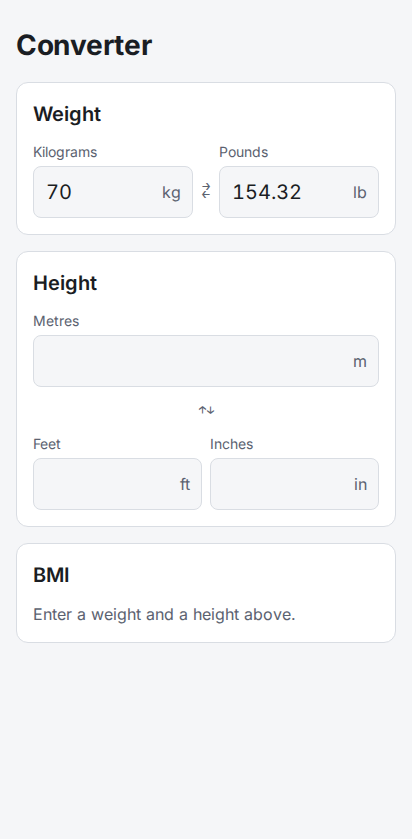 Converter
Weight
Kilograms Pounds
70 kg ⇄ 154.32 lb
Height
Metres
m
⇅
Feet Inches
ft in
BMI
Enter a weight and a height above.